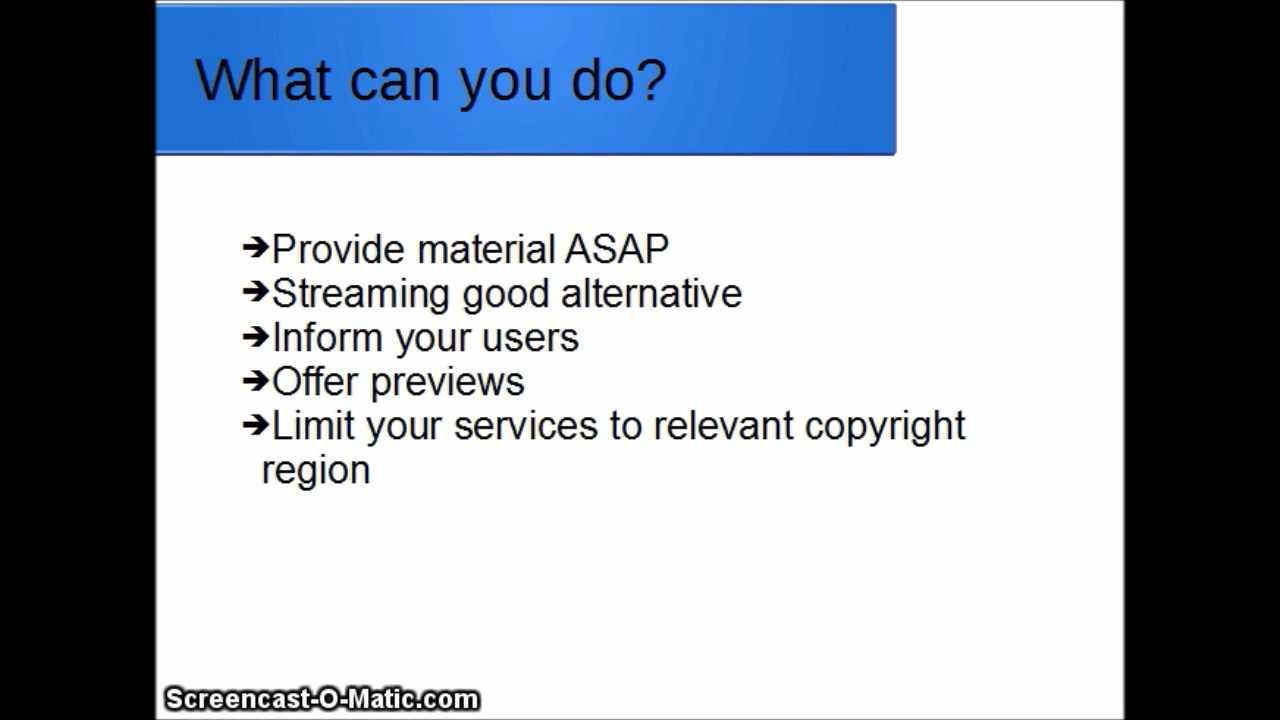 What can you do?
➔Provide material ASAP
➔Streaming good alternative
➔Inform your users
➔Offer previews
➔Limit your services to relevant copyright
region
Screencast-O-Matic.com